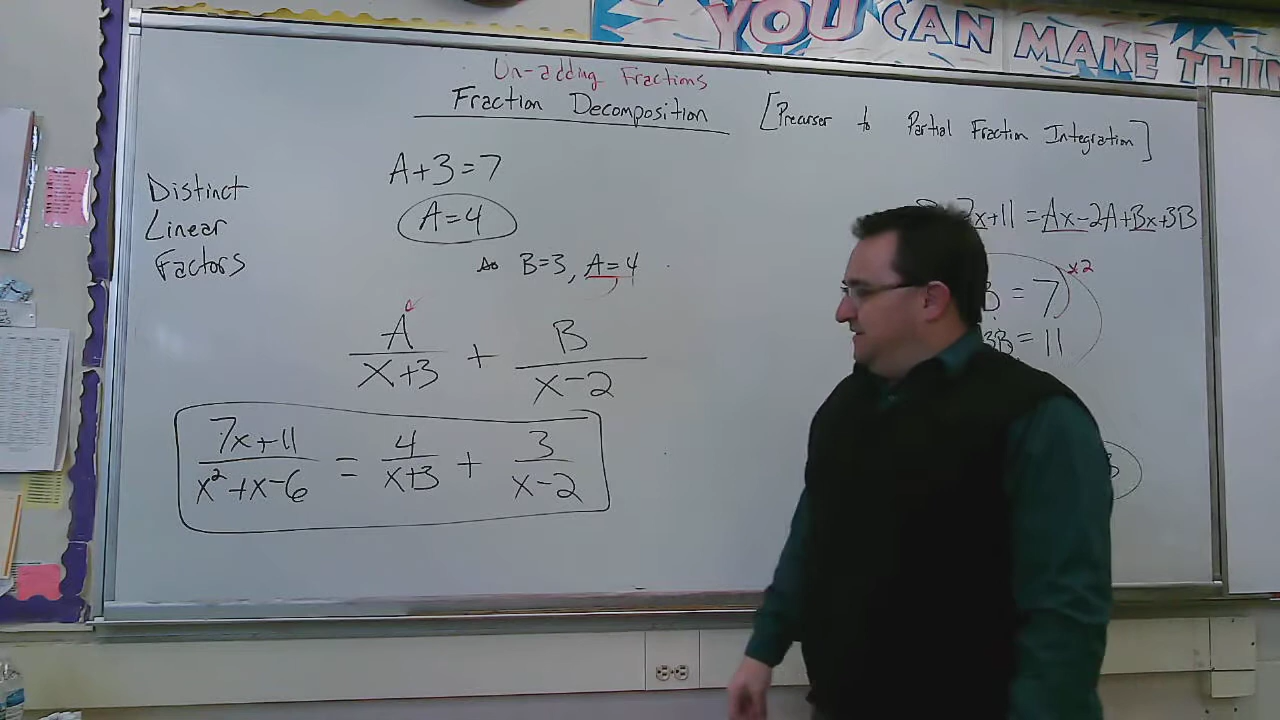 YOU CAN MAKE THIN
Un-adding Fractions
Fraction Decomposition [Precursor to Partial Fraction Integration]
Distinct
Linear
Factors
A+3=7
A=4
B=3, A=4
A/(x+3) + B/(x-2)
(7x+11)/(x²+x-6) = 4/(x+3) + 3/(x-2)
x+11 = Ax-2A+Bx+3B
B = 7) x2
3B = 11